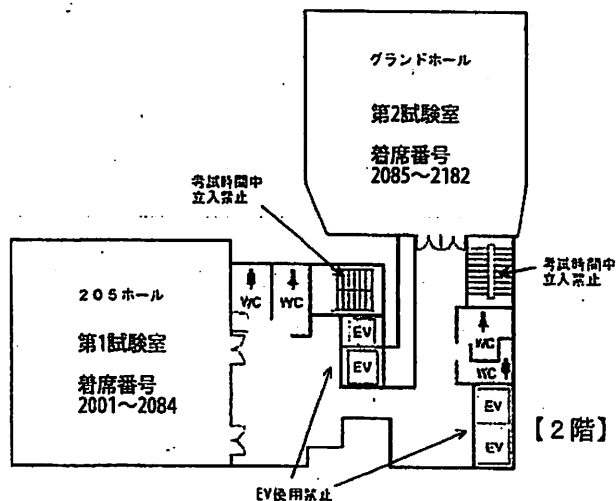 グランドホール
第2試験室
着席番号
2085~2182
考試時間中
立入禁止
考試時間中
立入禁止
205ホール
第1試験室
着席番号
2001~2084
WC
WC
EV
EV
WC
WC
EV
EV
【2階】
EV使用禁止